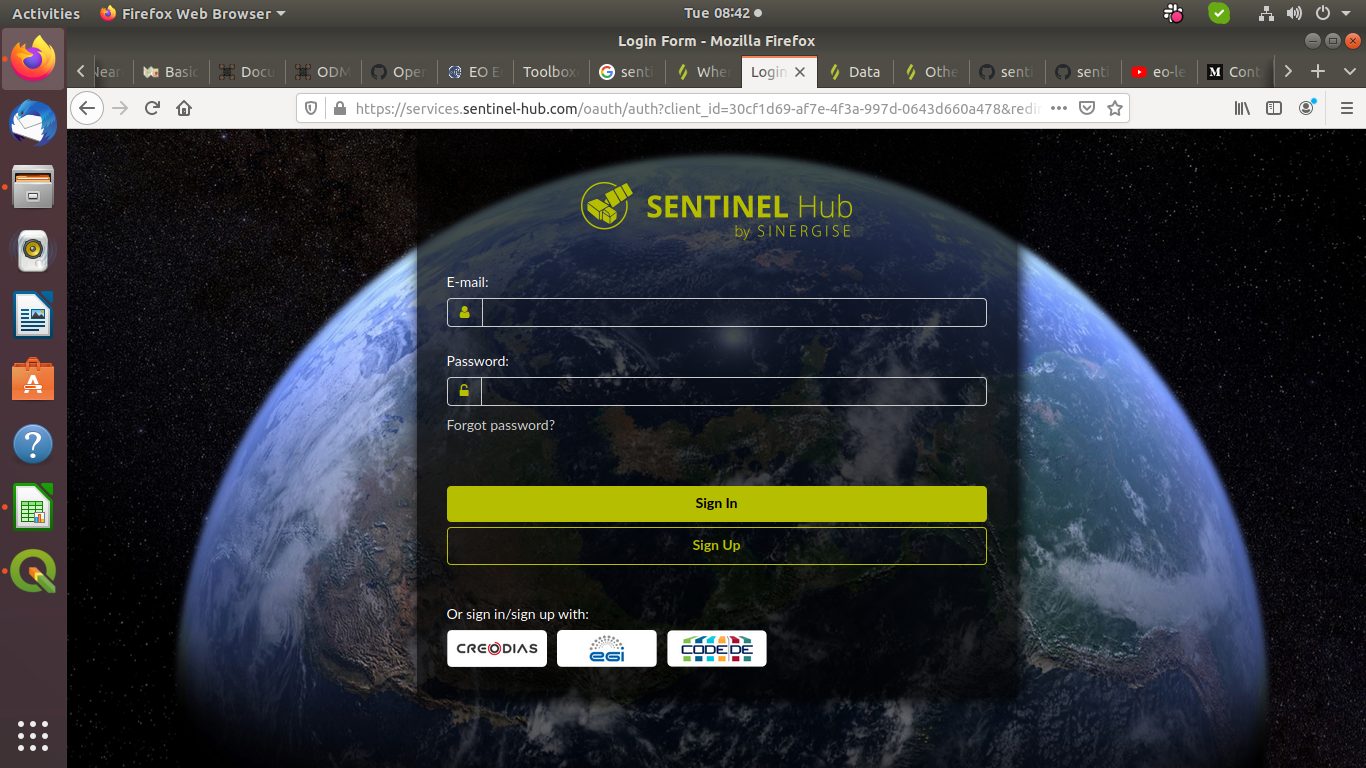 Activities Firefox Web Browser Tue 08:42
Login Form - Mozilla Firefox
Near Basic Docu ODM Oper EO E Toolbox senti Wher Login Data Othe senti senti eo-le Cont
https://services.sentinel-hub.com/oauth/auth?client_id=30cf1d69-af7e-4f3a-997d-0643d660a478&redi
SENTINEL Hub
by SINERGISE
E-mail:
Password:
Forgot password?
Sign In
Sign Up
Or sign in/sign up with:
CREODIAS egi CODE DE